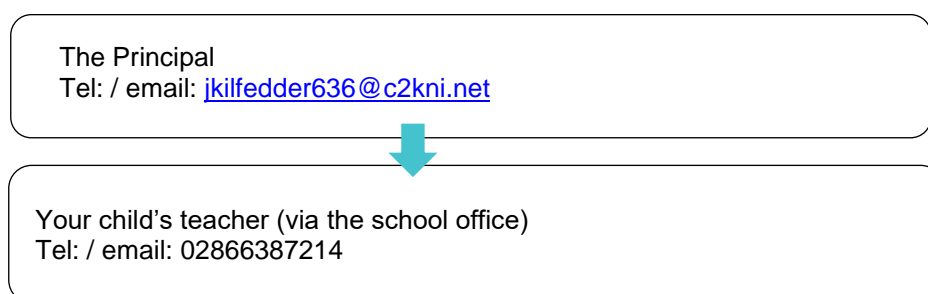 The Principal
Tel: / email: jkilfedder636@c2kni.net
Your child’s teacher (via the school office)
Tel: / email: 02866387214